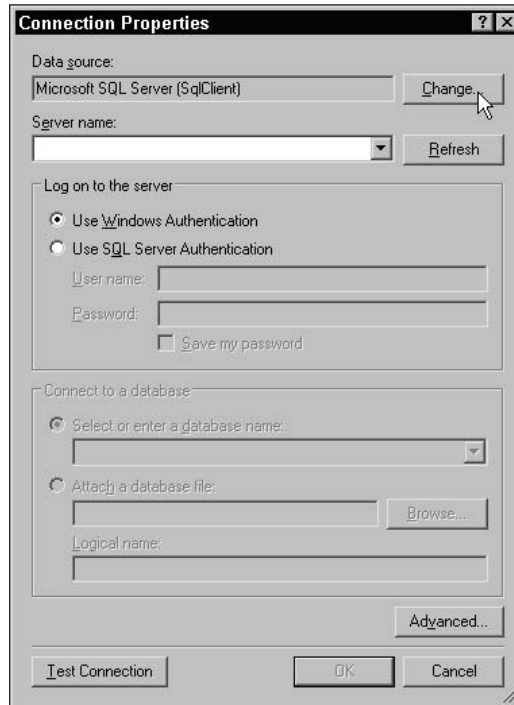 Connection Properties
Data source:
Microsoft SQL Server (SqlClient)
Change...
Server name:
Refresh
Log on to the server
Use Windows Authentication
Use SQL Server Authentication
User name:
Password:
Save my password
Connect to a database
Select or enter a database name:
Attach a database file:
Browse...
Logical name:
Advanced...
Test Connection
OK
Cancel